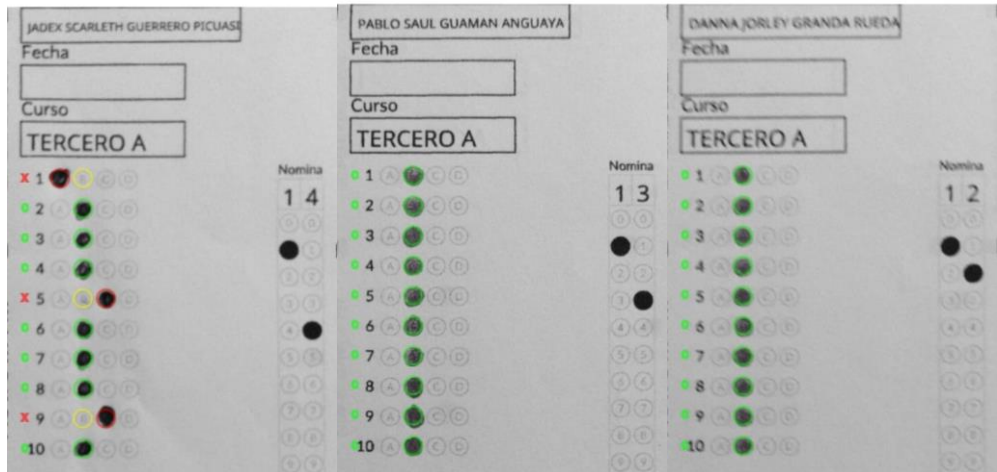 JADEX SCARLETH GUERRERO PICUASI
Fecha
Curso
TERCERO A
Nomina
1 4
X 1 B C D
2 A C D
3 A C D
4 A C D
X 5 A B D
6 A C D
7 A C D
8 A C D
X 9 A B D
10 A C D
PABLO SAUL GUAMAN ANGUAYA
Fecha
Curso
TERCERO A
Nomina
1 3
1 A C D
2 A C D
3 A C D
4 A C D
5 A C D
6 A C D
7 A C D
8 A C D
9 A C D
10 A C D
DANNA JORLEY GRANDA RUEDA
Fecha
Curso
TERCERO A
Nomina
1 2
1 A C D
2 A C D
3 A C D
4 A C D
5 A C D
6 A C D
7 A C D
8 A C D
9 A C D
10 A C D